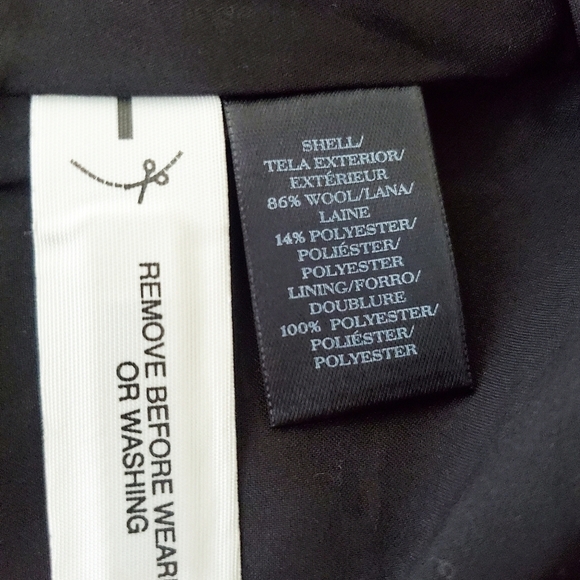 REMOVE BEFORE WEARI
OR WASHING
SHELL/
TELA EXTERIOR/
EXTÉRIEUR
86% WOOL/LANA/
LAINE
14% POLYESTER/
POLIÉSTER/
POLYESTER
LINING/FORRO/
DOUBLURE
100% POLYESTER/
POLIÉSTER/
POLYESTER